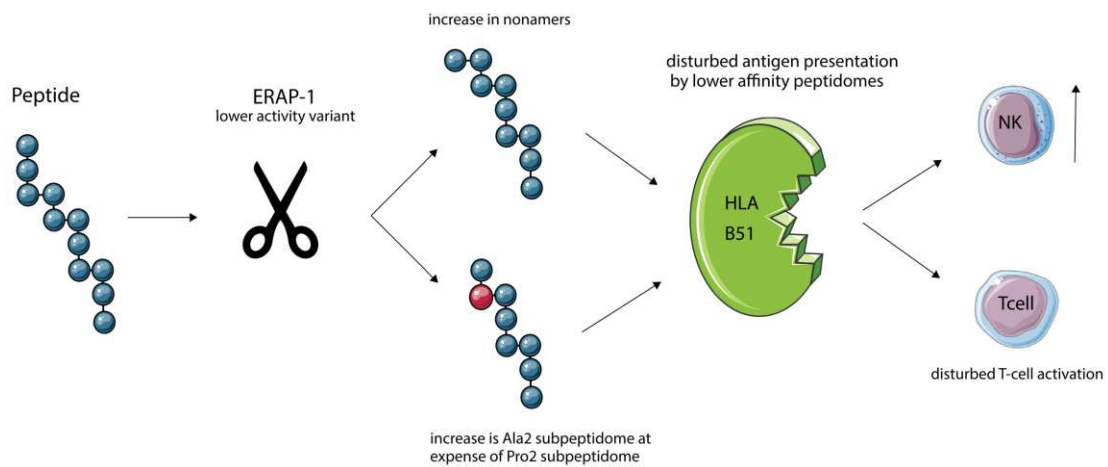 increase in nonamers
Peptide
ERAP-1
lower activity variant
disturbed antigen presentation
by lower affinity peptidomes
NK
HLA
B51
Tcell
disturbed T-cell activation
increase is Ala2 subpeptidome at
expense of Pro2 subpeptidome